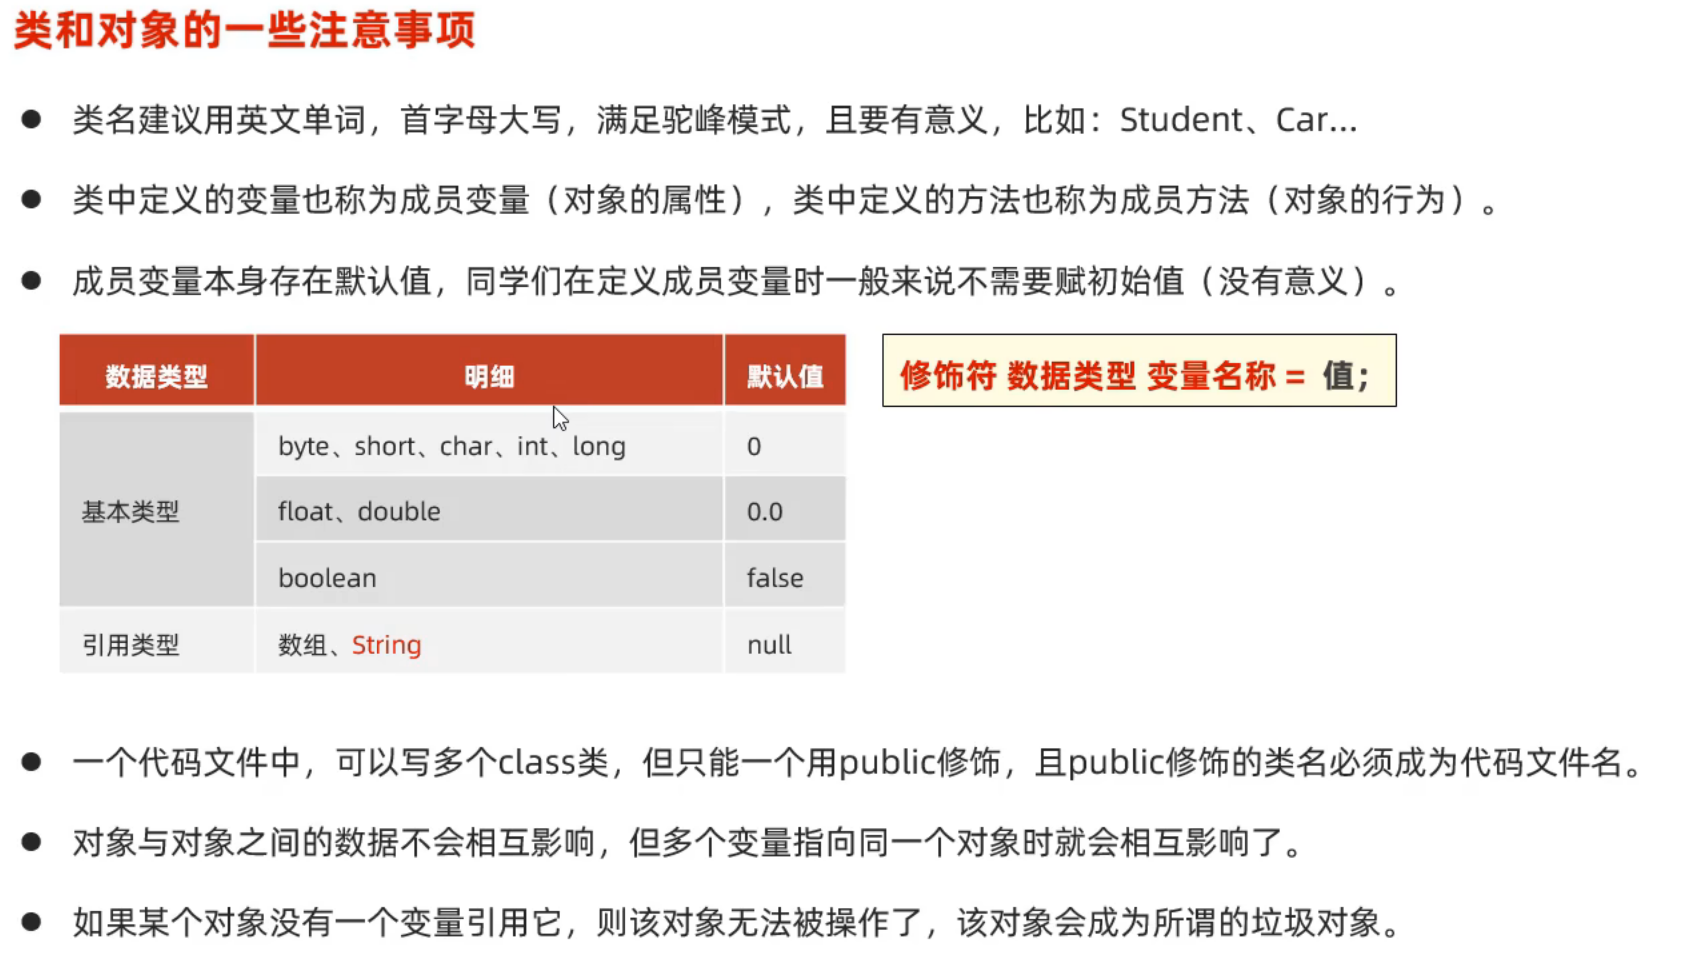 类和对象的一些注意事项
● 类名建议用英文单词，首字母大写，满足驼峰模式，且要有意义，比如：Student、Car...
● 类中定义的变量也称为成员变量（对象的属性），类中定义的方法也称为成员方法（对象的行为）。
● 成员变量本身存在默认值，同学们在定义成员变量时一般来说不需要赋初始值（没有意义）。
数据类型 明细 默认值
修饰符 数据类型 变量名称 = 值；
byte、short、char、int、long 0
基本类型 float、double 0.0
boolean false
引用类型 数组、String null
● 一个代码文件中，可以写多个class类，但只能一个用public修饰，且public修饰的类名必须成为代码文件名。
● 对象与对象之间的数据不会相互影响，但多个变量指向同一个对象时就会相互影响了。
● 如果某个对象没有一个变量引用它，则该对象无法被操作了，该对象会成为所谓的垃圾对象。